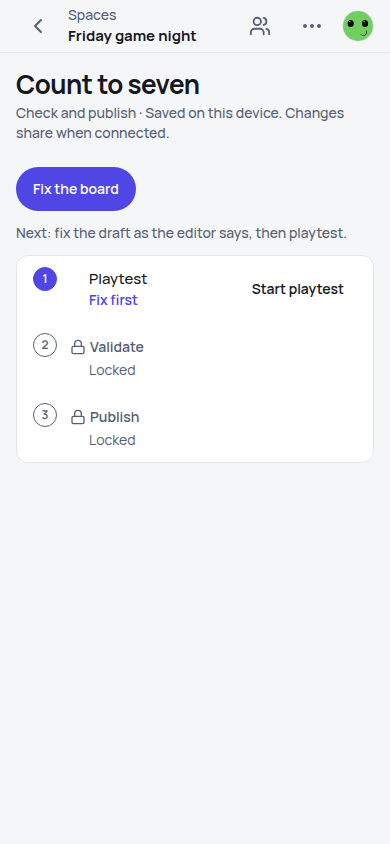 Spaces
Friday game night
Count to seven
Check and publish · Saved on this device. Changes
share when connected.
Fix the board
Next: fix the draft as the editor says, then playtest.
1
Playtest
Fix first
Start playtest
2
Validate
Locked
3
Publish
Locked